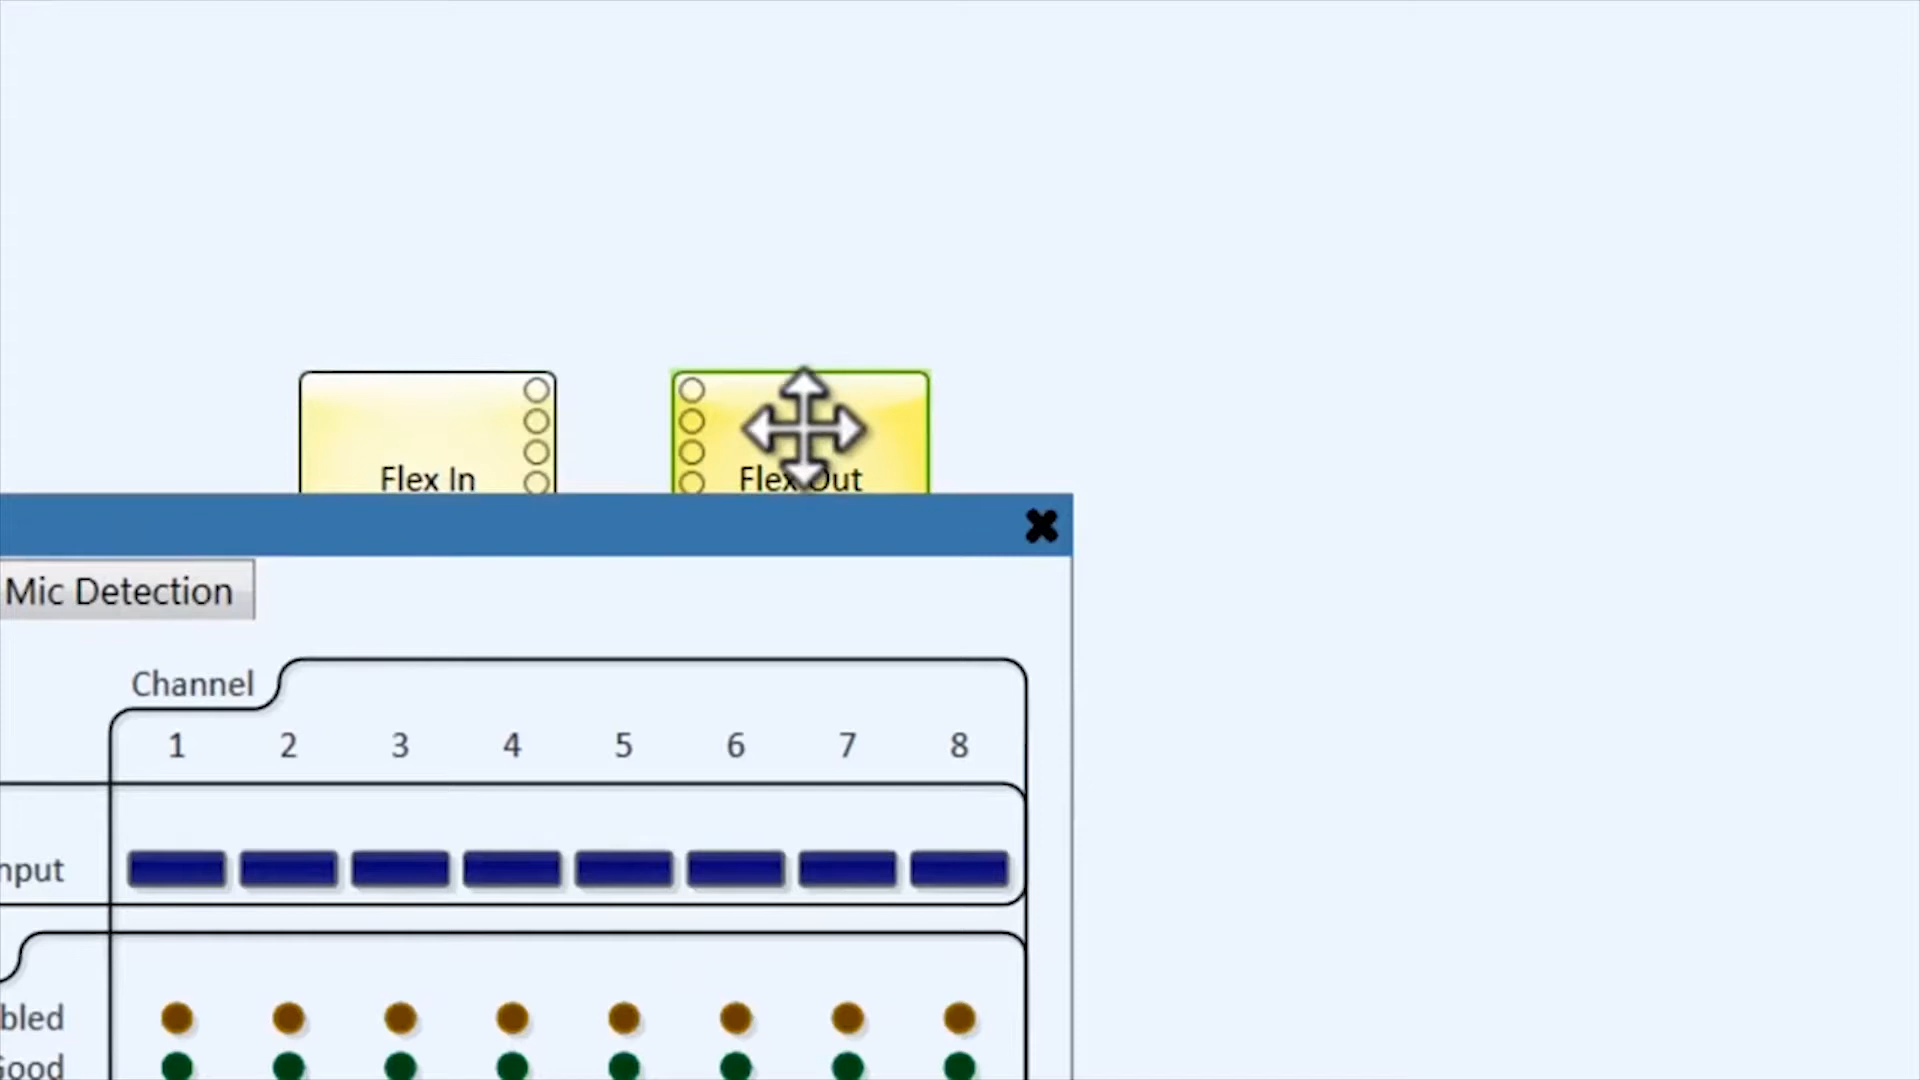 Flex In
Flex Out
Mic Detection
Channel
1 2 3 4 5 6 7 8
nput
bled
Good